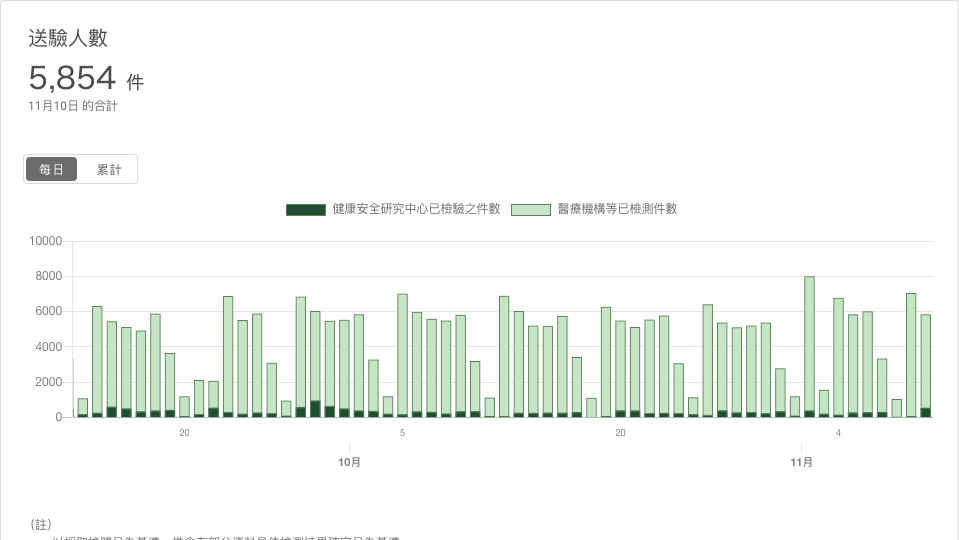 送驗人數
5,854 件
11月10日 的合計
每日 累計
健康安全研究中心已檢驗之件數 醫療機構等已檢測件數
10000
8000
6000
4000
2000
0
20 5 20 4
10月 11月
（註）